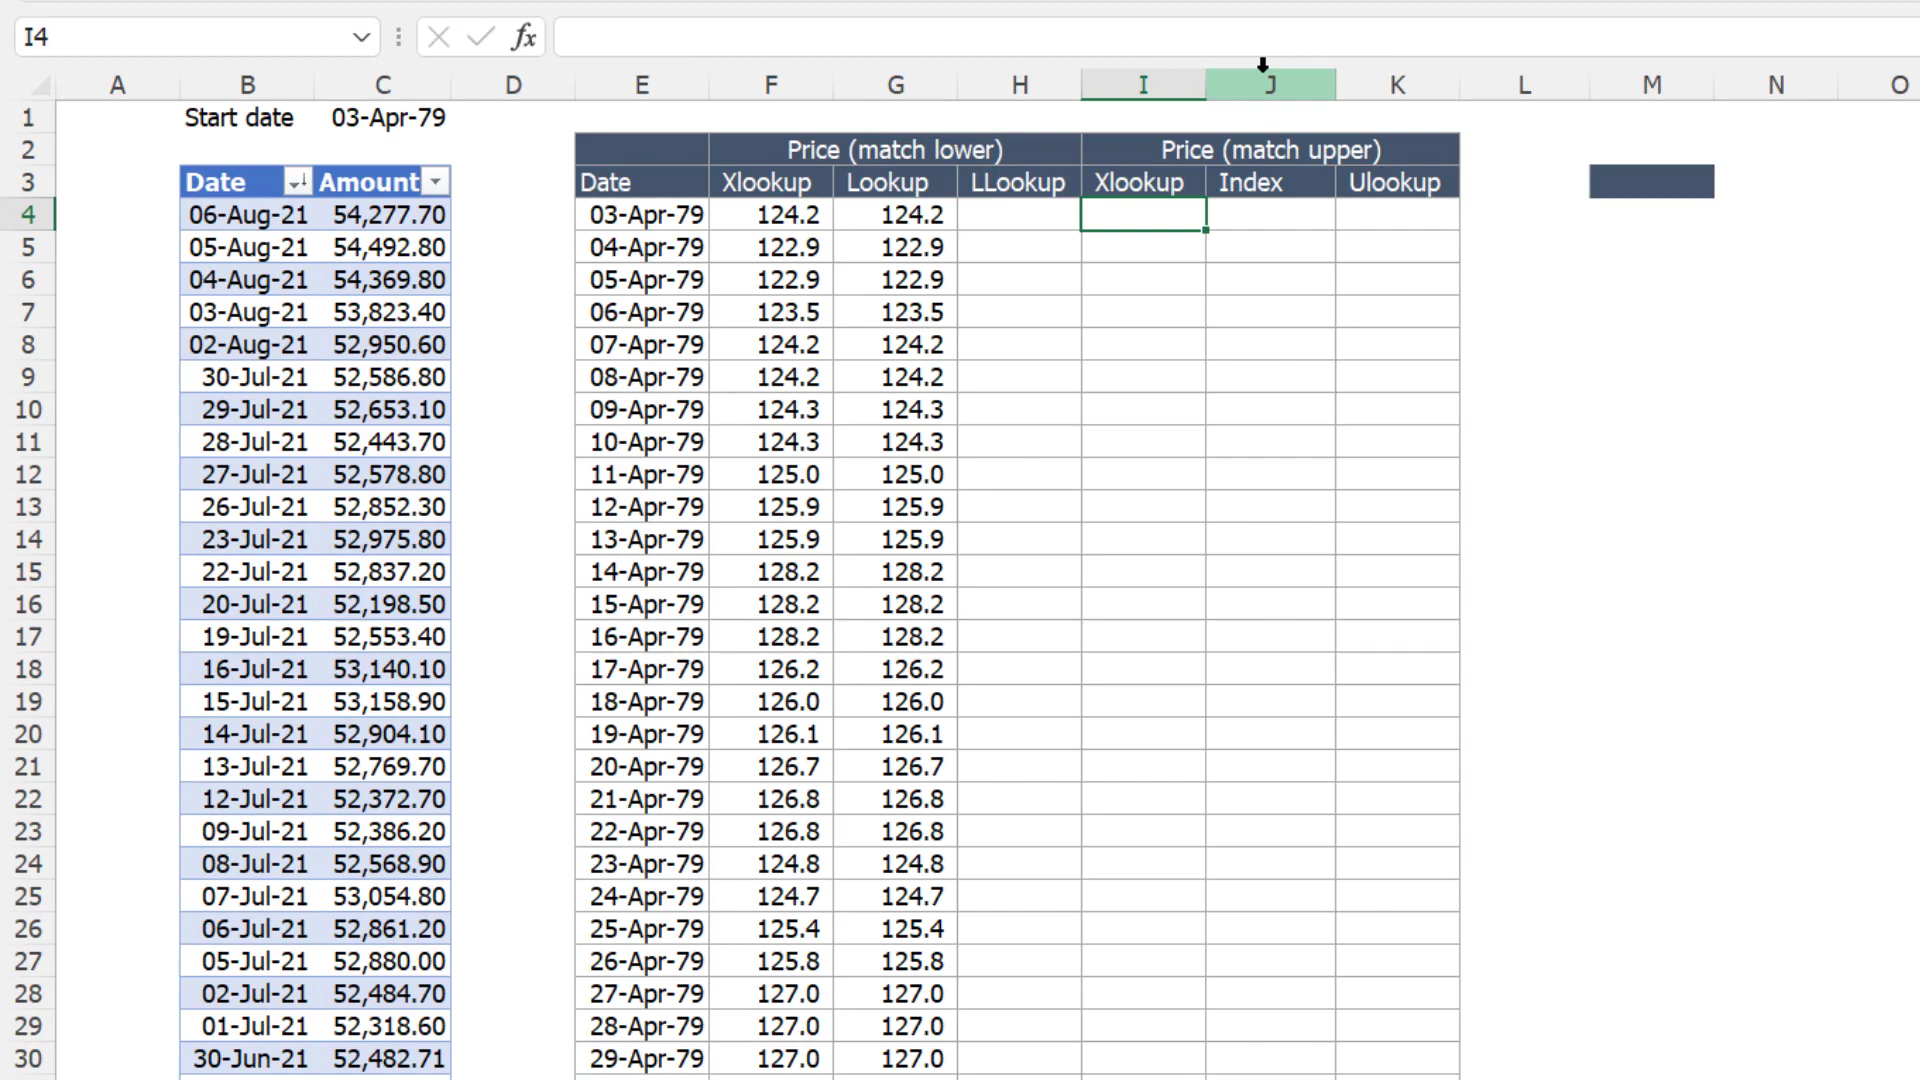 I4
fx
A B C D E F G H I J K L M N O
1 Start date 03-Apr-79
2 Price (match lower) Price (match upper)
3 Date Amount Date Xlookup Lookup LLookup Xlookup Index Ulookup
4 06-Aug-21 54,277.70 03-Apr-79 124.2 124.2
5 05-Aug-21 54,492.80 04-Apr-79 122.9 122.9
6 04-Aug-21 54,369.80 05-Apr-79 122.9 122.9
7 03-Aug-21 53,823.40 06-Apr-79 123.5 123.5
8 02-Aug-21 52,950.60 07-Apr-79 124.2 124.2
9 30-Jul-21 52,586.80 08-Apr-79 124.2 124.2
10 29-Jul-21 52,653.10 09-Apr-79 124.3 124.3
11 28-Jul-21 52,443.70 10-Apr-79 124.3 124.3
12 27-Jul-21 52,578.80 11-Apr-79 125.0 125.0
13 26-Jul-21 52,852.30 12-Apr-79 125.9 125.9
14 23-Jul-21 52,975.80 13-Apr-79 125.9 125.9
15 22-Jul-21 52,837.20 14-Apr-79 128.2 128.2
16 20-Jul-21 52,198.50 15-Apr-79 128.2 128.2
17 19-Jul-21 52,553.40 16-Apr-79 128.2 128.2
18 16-Jul-21 53,140.10 17-Apr-79 126.2 126.2
19 15-Jul-21 53,158.90 18-Apr-79 126.0 126.0
20 14-Jul-21 52,904.10 19-Apr-79 126.1 126.1
21 13-Jul-21 52,769.70 20-Apr-79 126.7 126.7
22 12-Jul-21 52,372.70 21-Apr-79 126.8 126.8
23 09-Jul-21 52,386.20 22-Apr-79 126.8 126.8
24 08-Jul-21 52,568.90 23-Apr-79 124.8 124.8
25 07-Jul-21 53,054.80 24-Apr-79 124.7 124.7
26 06-Jul-21 52,861.20 25-Apr-79 125.4 125.4
27 05-Jul-21 52,880.00 26-Apr-79 125.8 125.8
28 02-Jul-21 52,484.70 27-Apr-79 127.0 127.0
29 01-Jul-21 52,318.60 28-Apr-79 127.0 127.0
30 30-Jun-21 52,482.71 29-Apr-79 127.0 127.0